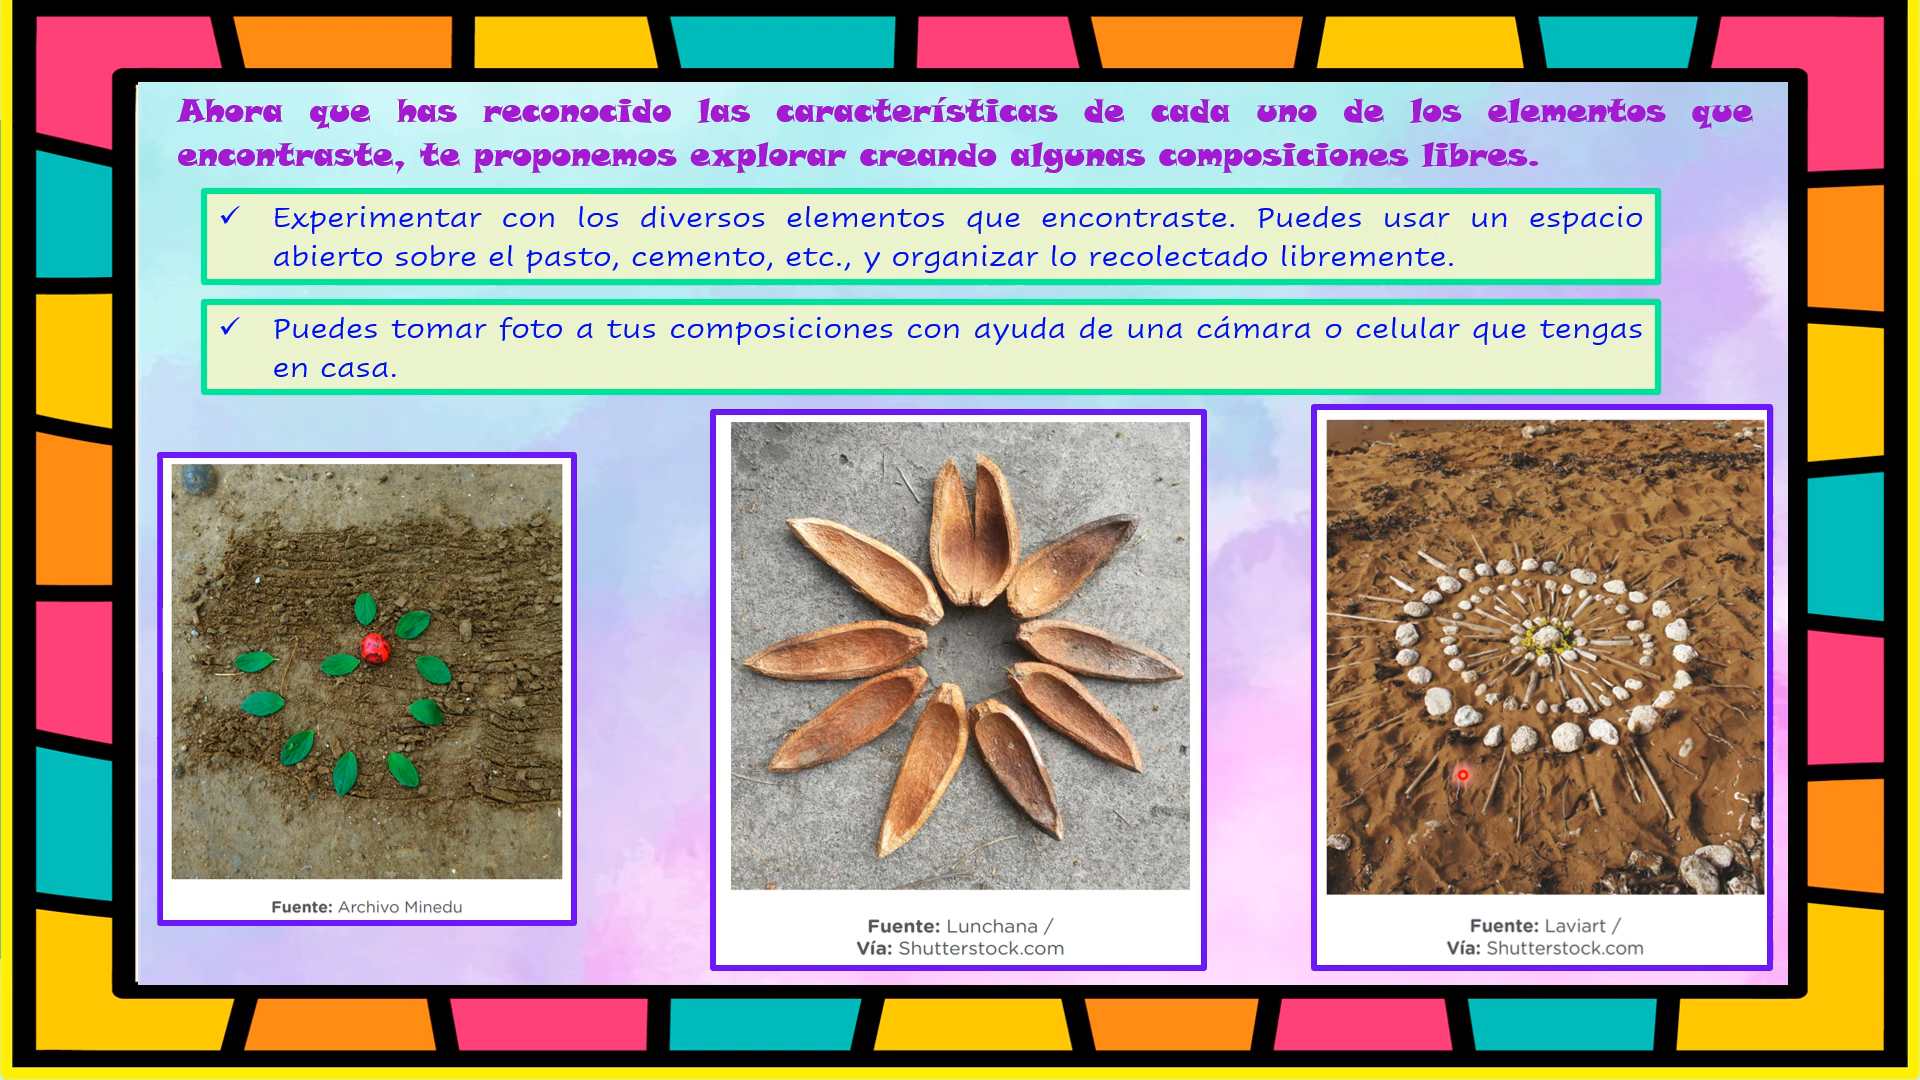 Ahora que has reconocido las características de cada uno de los elementos que
encontraste, te proponemos explorar creando algunas composiciones libres.
✓ Experimentar con los diversos elementos que encontraste. Puedes usar un espacio
abierto sobre el pasto, cemento, etc., y organizar lo recolectado libremente.
✓ Puedes tomar foto a tus composiciones con ayuda de una cámara o celular que tengas
en casa.
Fuente: Archivo Minedu
Fuente: Lunchana /
Vía: Shutterstock.com
Fuente: Laviart /
Vía: Shutterstock.com